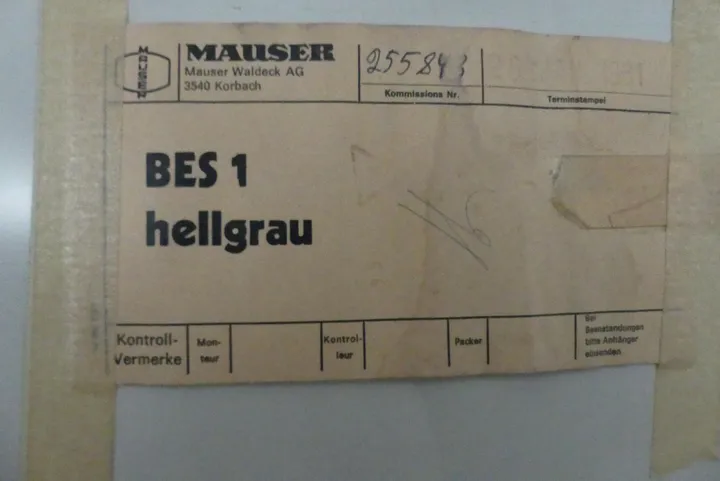 MAUSER
MAUSER
Mauser Waldeck AG
3540 Korbach
255843
Kommissions Nr.
Terminstempel
BES 1
hellgrau
Kontroll-
Vermerke
Mon-
teur
Kontrol-
leur
Packer
Bei
Beanstandungen
bitte Anhänger
einsenden